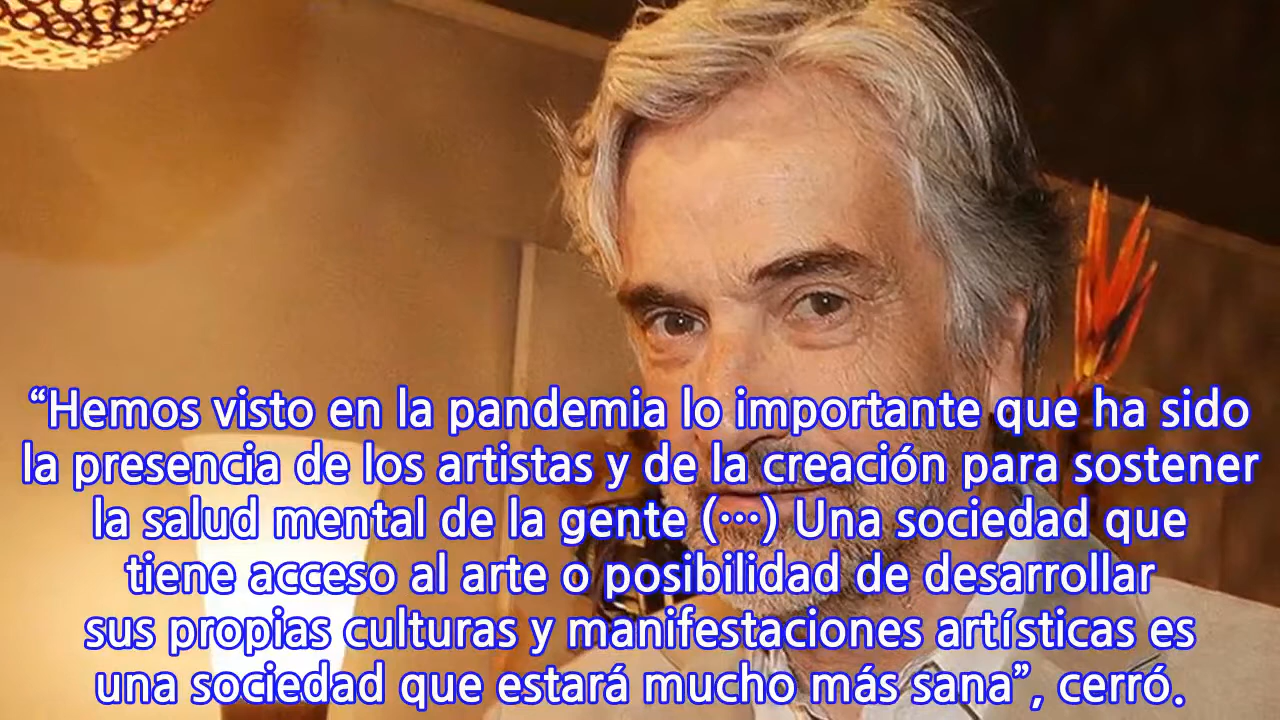 “Hemos visto en la pandemia lo importante que ha sido
la presencia de los artistas y de la creación para sostener
la salud mental de la gente (…) Una sociedad que
tiene acceso al arte o posibilidad de desarrollar
sus propias culturas y manifestaciones artísticas es
una sociedad que estará mucho más sana”, cerró.